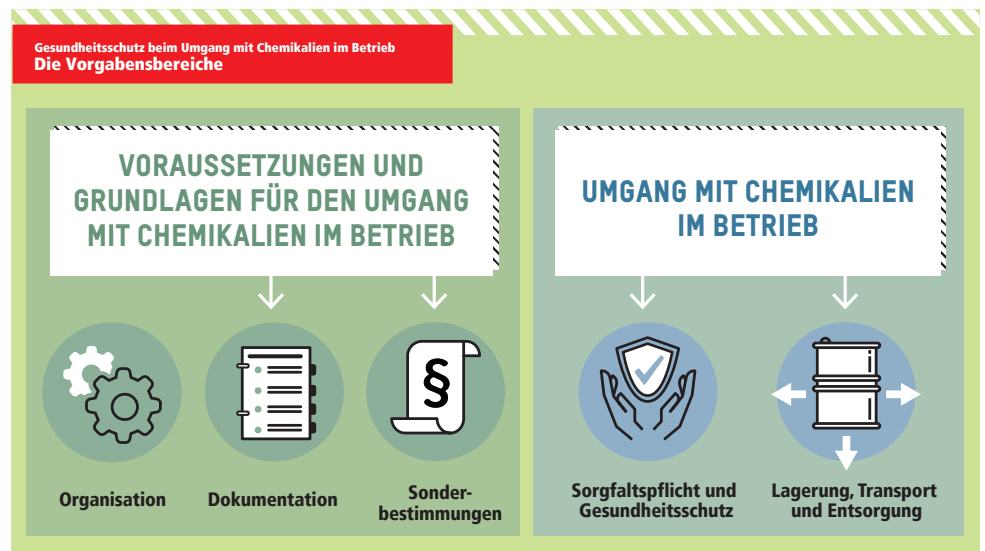 Gesundheitsschutz beim Umgang mit Chemikalien im Betrieb
Die Vorgabensbereiche
VORAUSSETZUNGEN UND
GRUNDLAGEN FÜR DEN UMGANG
MIT CHEMIKALIEN IM BETRIEB
§
Organisation
Dokumentation
Sonder-
bestimmungen
UMGANG MIT CHEMIKALIEN
IM BETRIEB
Sorgfaltspflicht und
Gesundheitsschutz
Lagerung, Transport
und Entsorgung